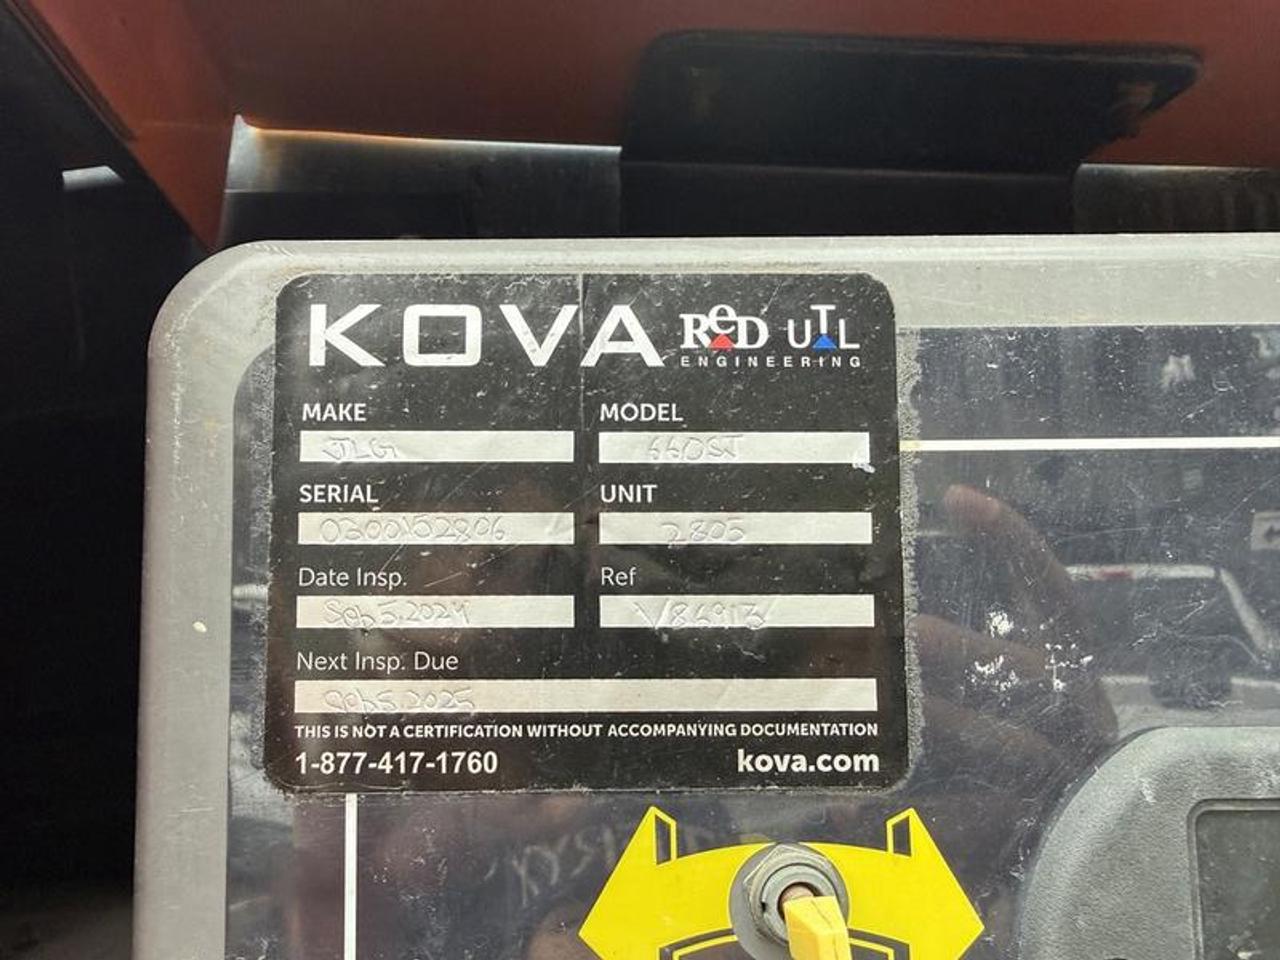 KOVA ReD UTL
ENGINEERING
MAKE MODEL
JLG 660SJ
SERIAL UNIT
0300152806 2805
Date Insp. Ref
Sep 5.2024 V86913
Next Insp. Due
Sep 5.2025
THIS IS NOT A CERTIFICATION WITHOUT ACCOMPANYING DOCUMENTATION
1-877-417-1760 kova.com